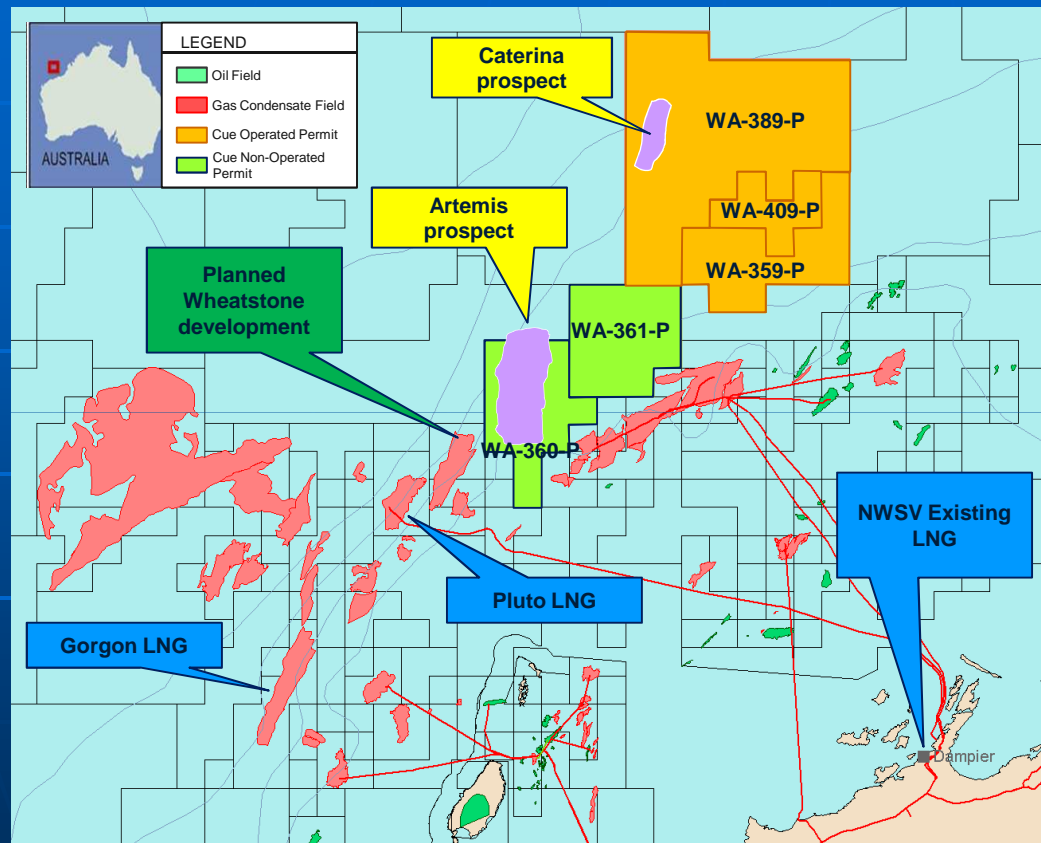 LEGEND
Oil Field
Gas Condensate Field
Cue Operated Permit
Cue Non-Operated
Permit
AUSTRALIA
Caterina
prospect
WA-389-P
WA-409-P
WA-359-P
Artemis
prospect
Planned
Wheatstone
development
WA-361-P
WA-360-P
NWSV Existing
LNG
Pluto LNG
Gorgon LNG
Dampier